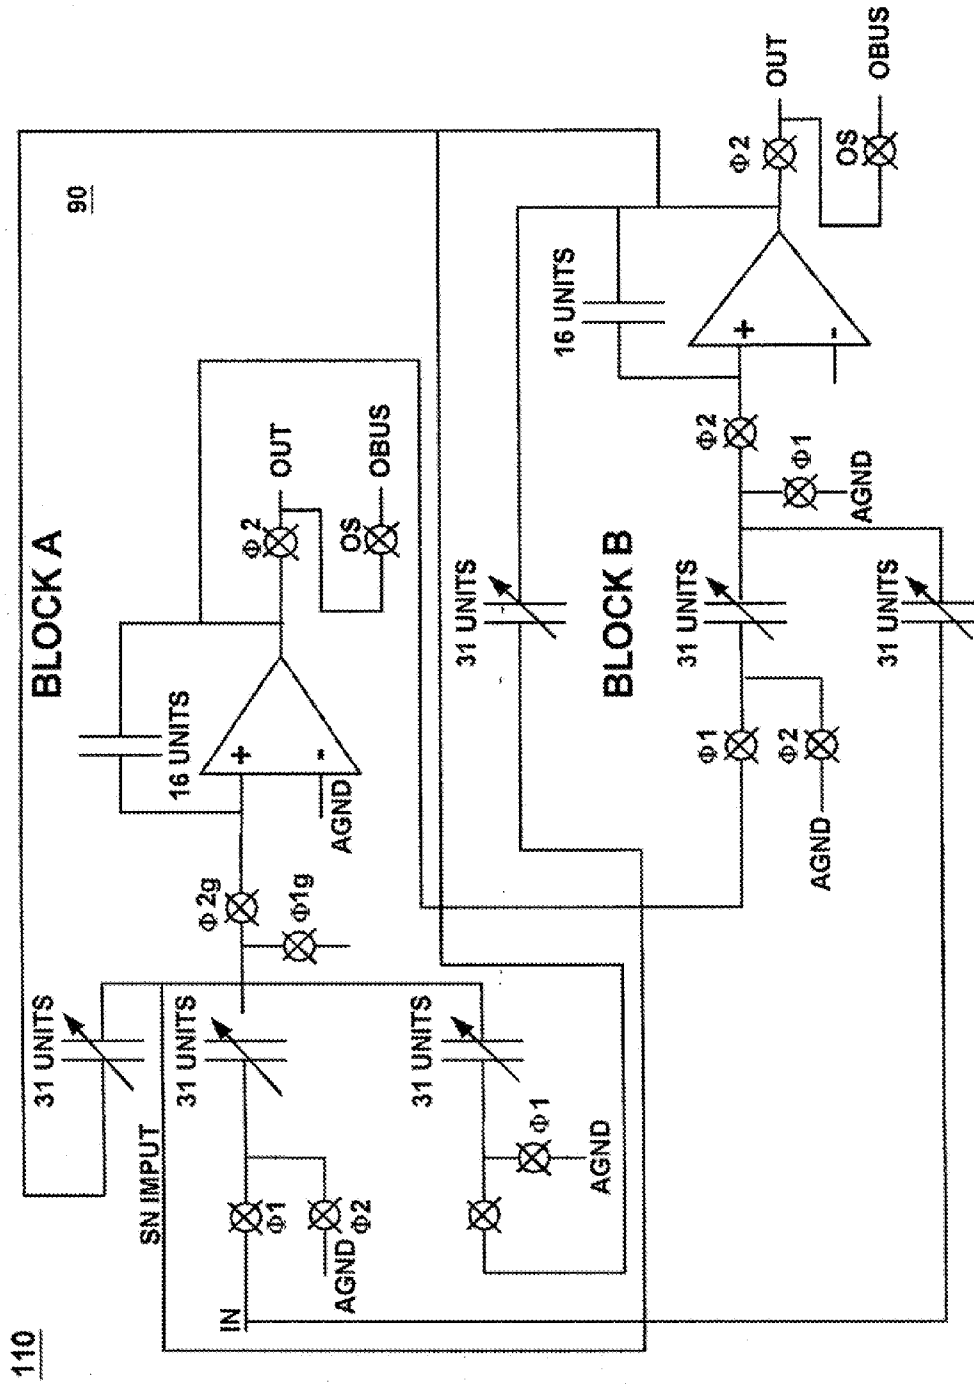 110
90
BLOCK A
31 UNITS
SN IMPUT
31 UNITS
31 UNITS
IN
Φ1
AGND
Φ2
Φ1
AGND
Φ2g
Φ1g
16 UNITS
+
-
AGND
Φ2
OUT
OS
OBUS
BLOCK B
31 UNITS
31 UNITS
31 UNITS
Φ1
Φ2
AGND
Φ2
Φ1
AGND
16 UNITS
+
-
Φ2
OUT
OS
OBUS